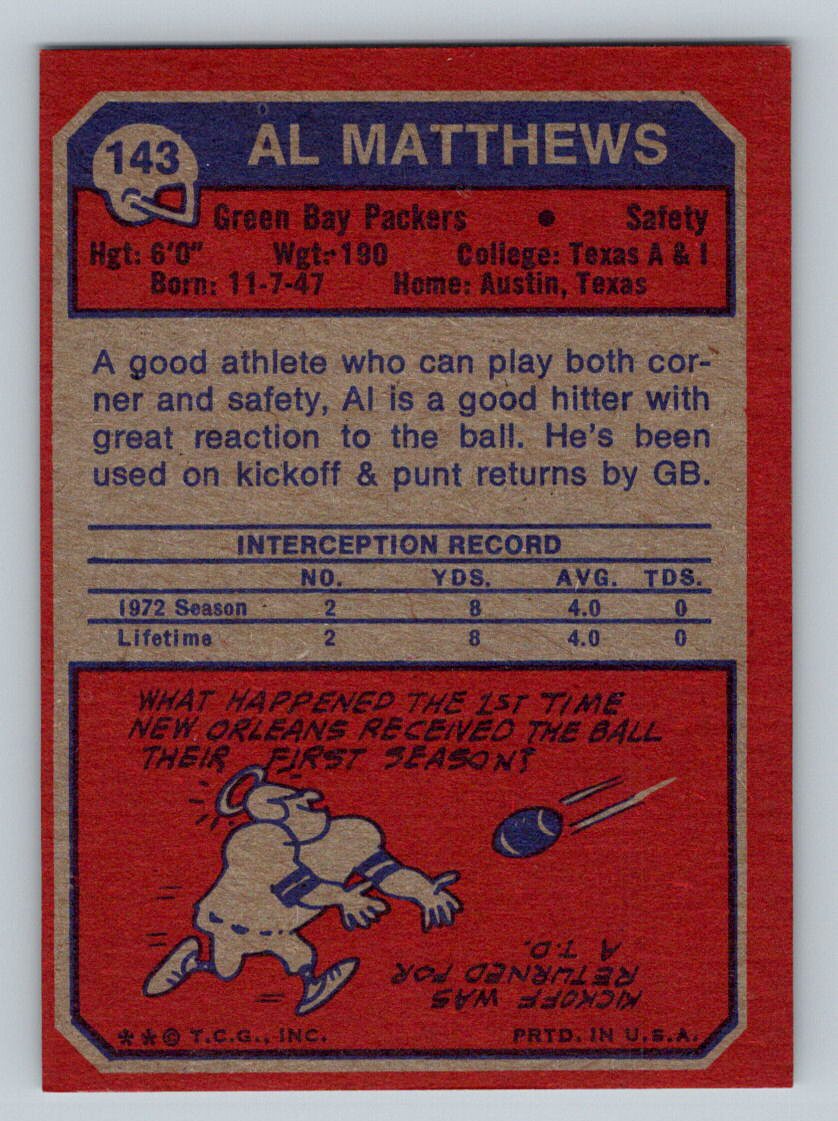 143
AL MATTHEWS
Green Bay Packers • Safety
Hgt: 6'0" Wgt: 190 College: Texas A & I
Born: 11-7-47 Home: Austin, Texas
A good athlete who can play both cor-
ner and safety, Al is a good hitter with
great reaction to the ball. He's been
used on kickoff & punt returns by GB.
INTERCEPTION RECORD
NO. YDS. AVG. TDS.
1972 Season 2 8 4.0 0
Lifetime 2 8 4.0 0
WHAT HAPPENED THE 1ST TIME
NEW ORLEANS RECEIVED THE BALL
THEIR FIRST SEASON?
KICKOFF WAS
RETURNED FOR
A T.D.
**© T.C.G., INC. PRTD. IN U.S.A.